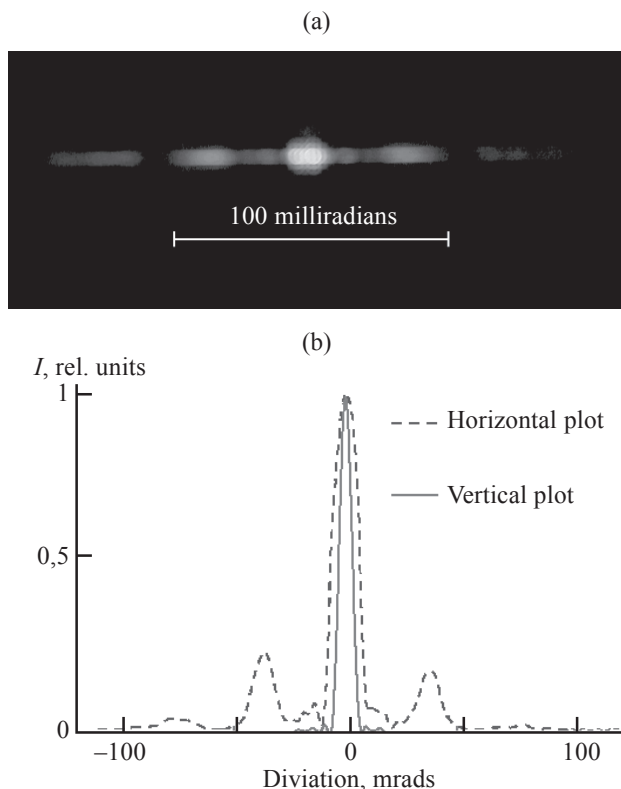 (a)
100 milliradians
(b)
I, rel. units
1
Horizontal plot
Vertical plot
0,5
0
–100
0
100
Diviation, mrads